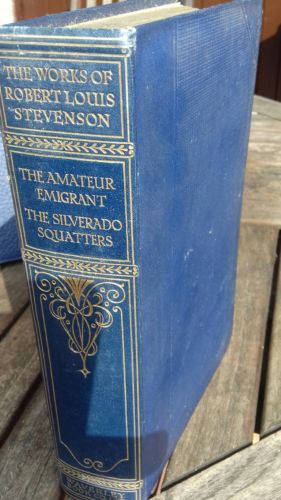 THE WORKS OF
ROBERT LOUIS
STEVENSON
THE AMATEUR
EMIGRANT
THE SILVERADO
SQUATTERS